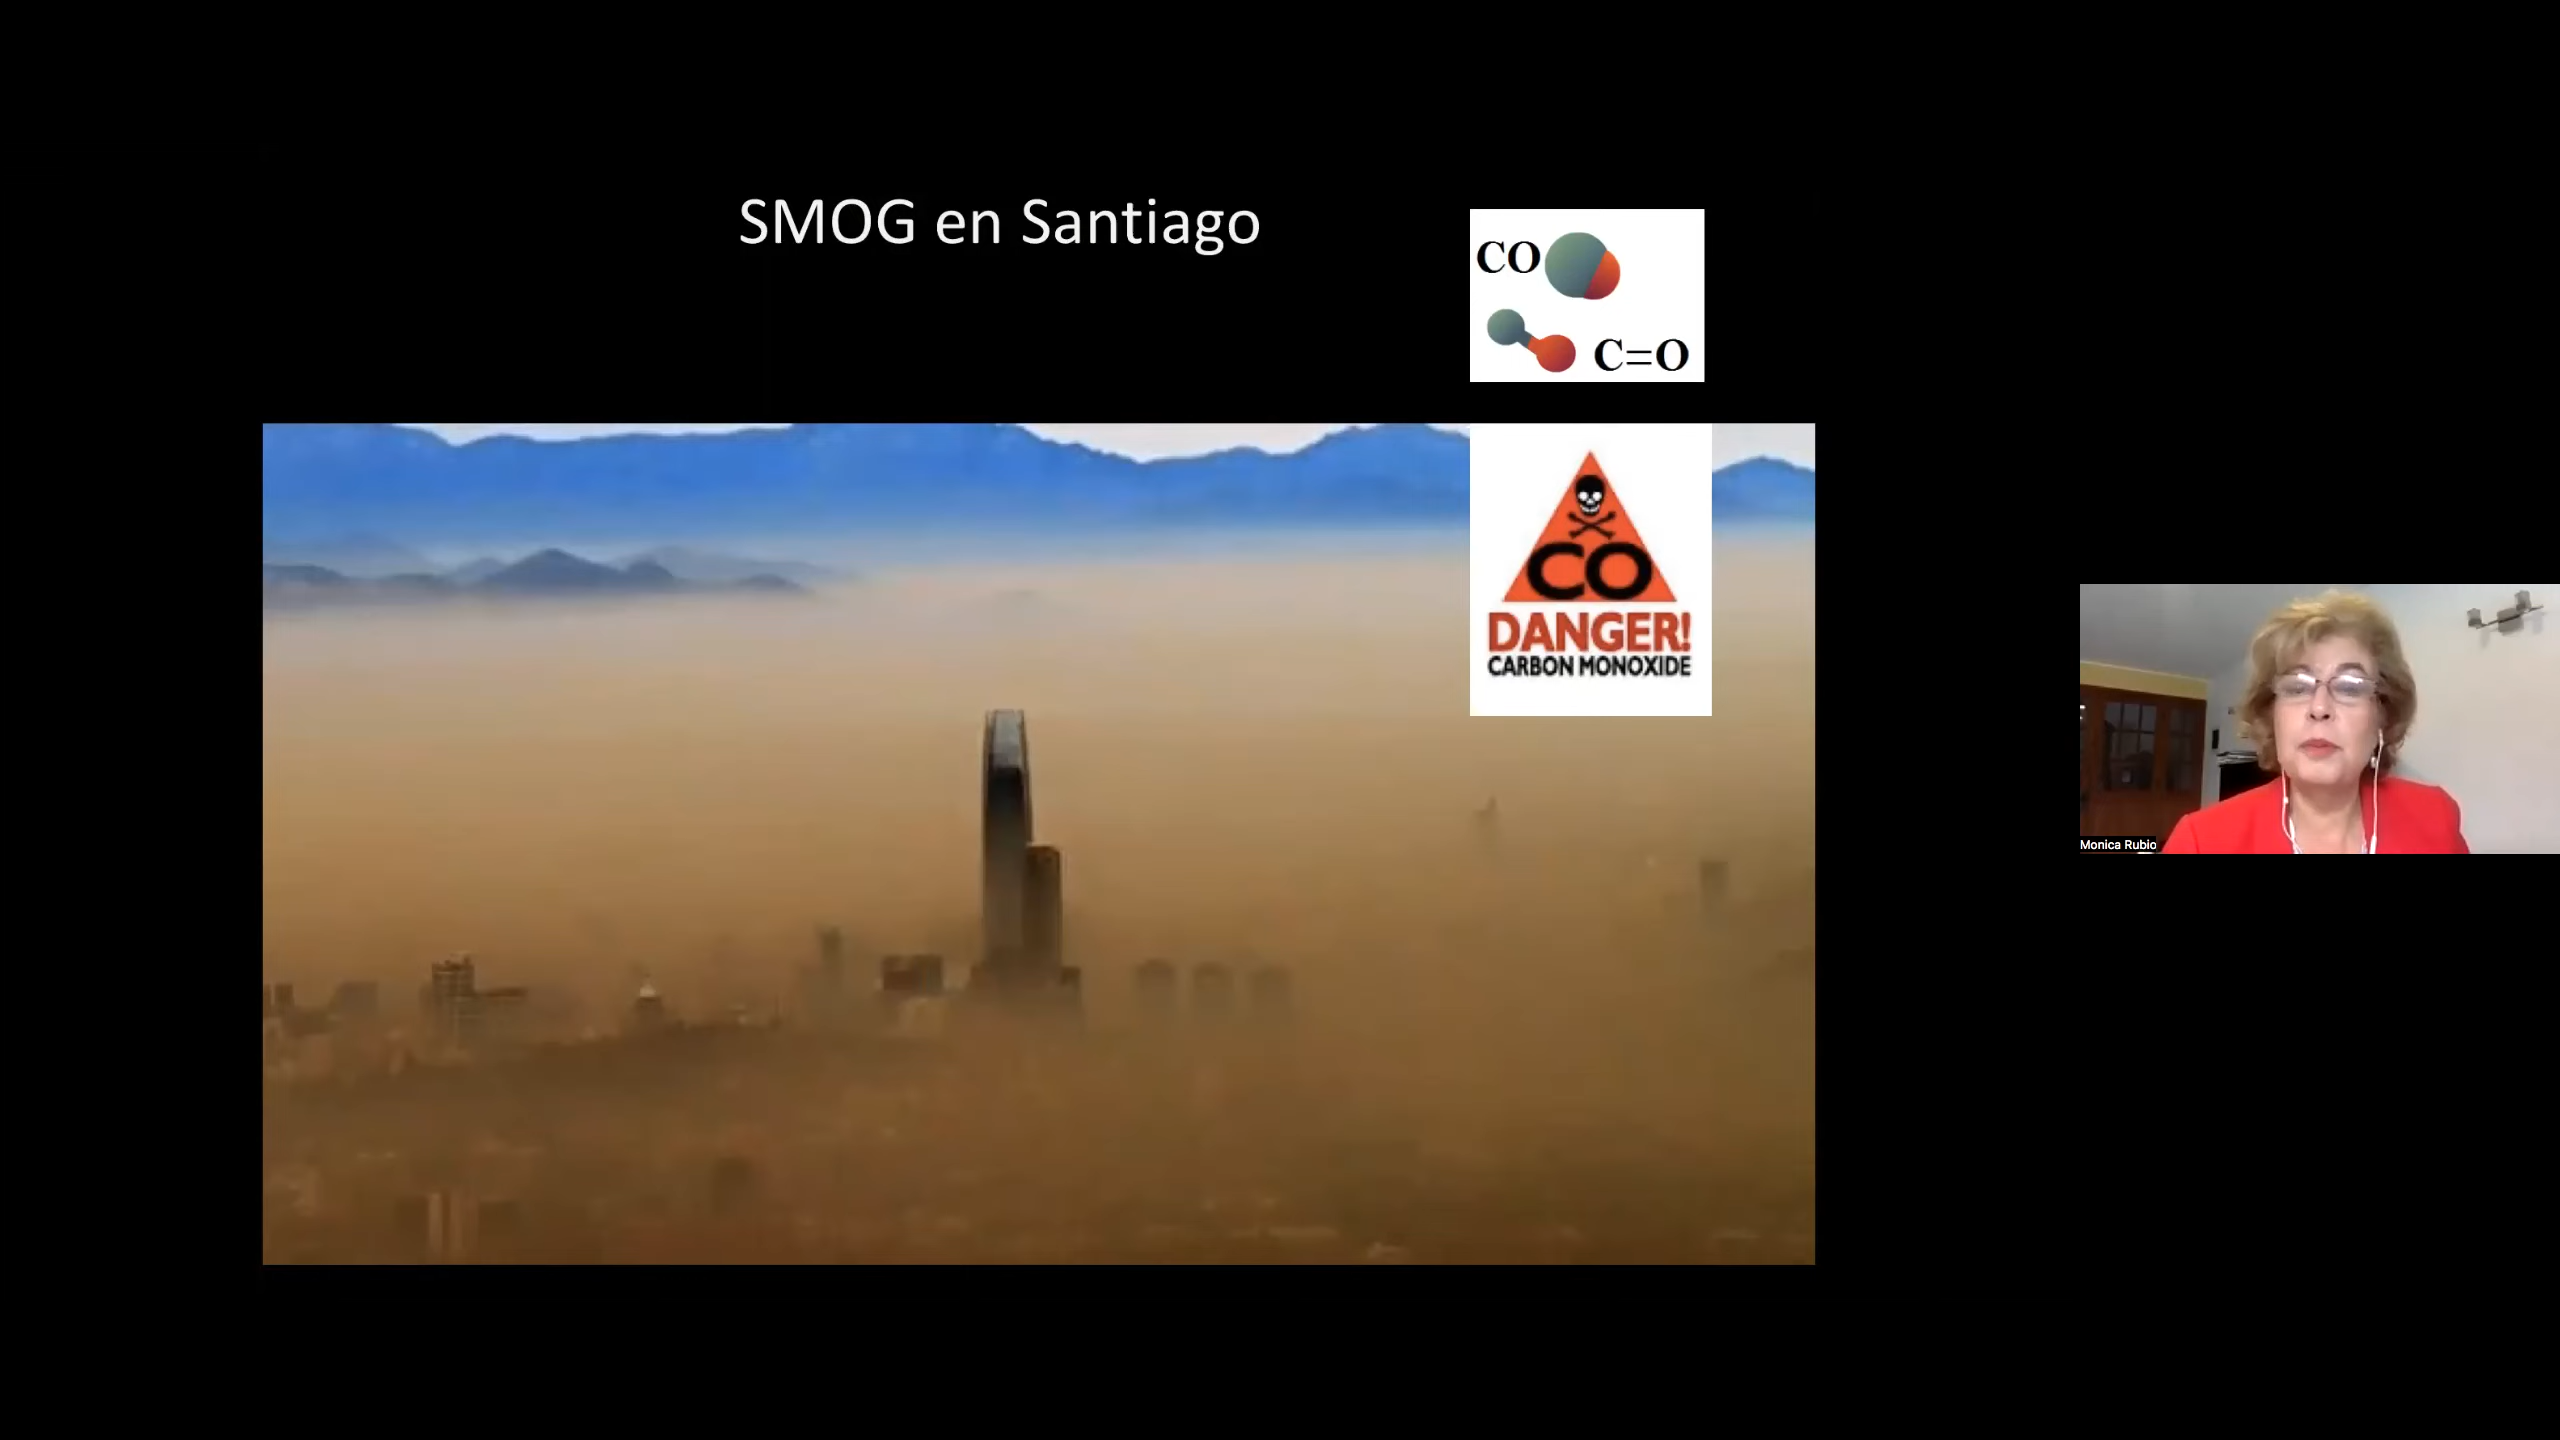 SMOG en Santiago
CO
C=O
CO
DANGER!
CARBON MONOXIDE
Monica Rubio